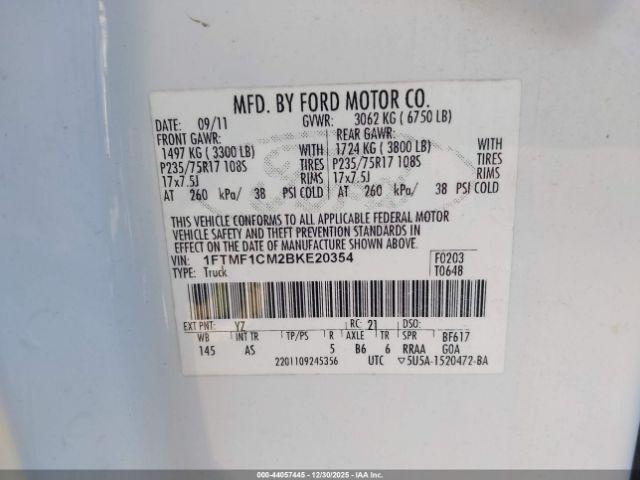 MFD. BY FORD MOTOR CO.
DATE: 09/11 GVWR: 3062 KG ( 6750 LB)
FRONT GAWR: REAR GAWR:
1497 KG ( 3300 LB) WITH 1724 KG ( 3800 LB) WITH
P235/75R17 108S TIRES P235/75R17 108S TIRES
17x7.5J RIMS 17x7.5J RIMS
AT 260 kPa/ 38 PSI COLD AT 260 kPa/ 38 PSI COLD
THIS VEHICLE CONFORMS TO ALL APPLICABLE FEDERAL MOTOR
VEHICLE SAFETY AND THEFT PREVENTION STANDARDS IN
EFFECT ON THE DATE OF MANUFACTURE SHOWN ABOVE.
VIN: 1FTMF1CM2BKE20354 F0203
TYPE: Truck T0648
EXT PNT: YZ RC: 21 DSO:
WB INT TR TP/PS R AXLE TR SPR BF617
145 AS 5 B6 6 RRAA GOA
2201109245356 UTC ▽5U5A-1520472-BA
000-44057445 - 12/30/2025 - IAA Inc.